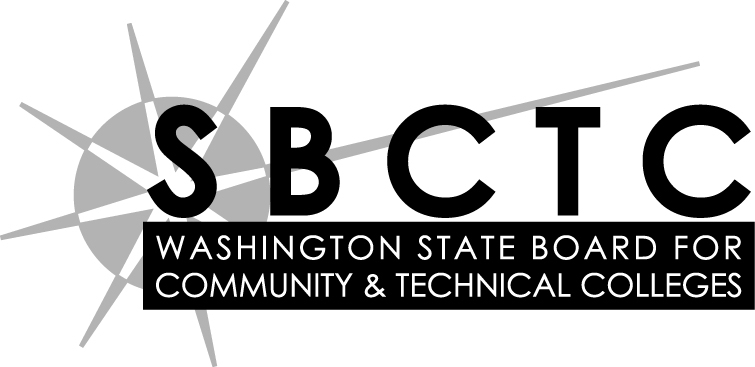 SBCTC
WASHINGTON STATE BOARD FOR
COMMUNITY & TECHNICAL COLLEGES